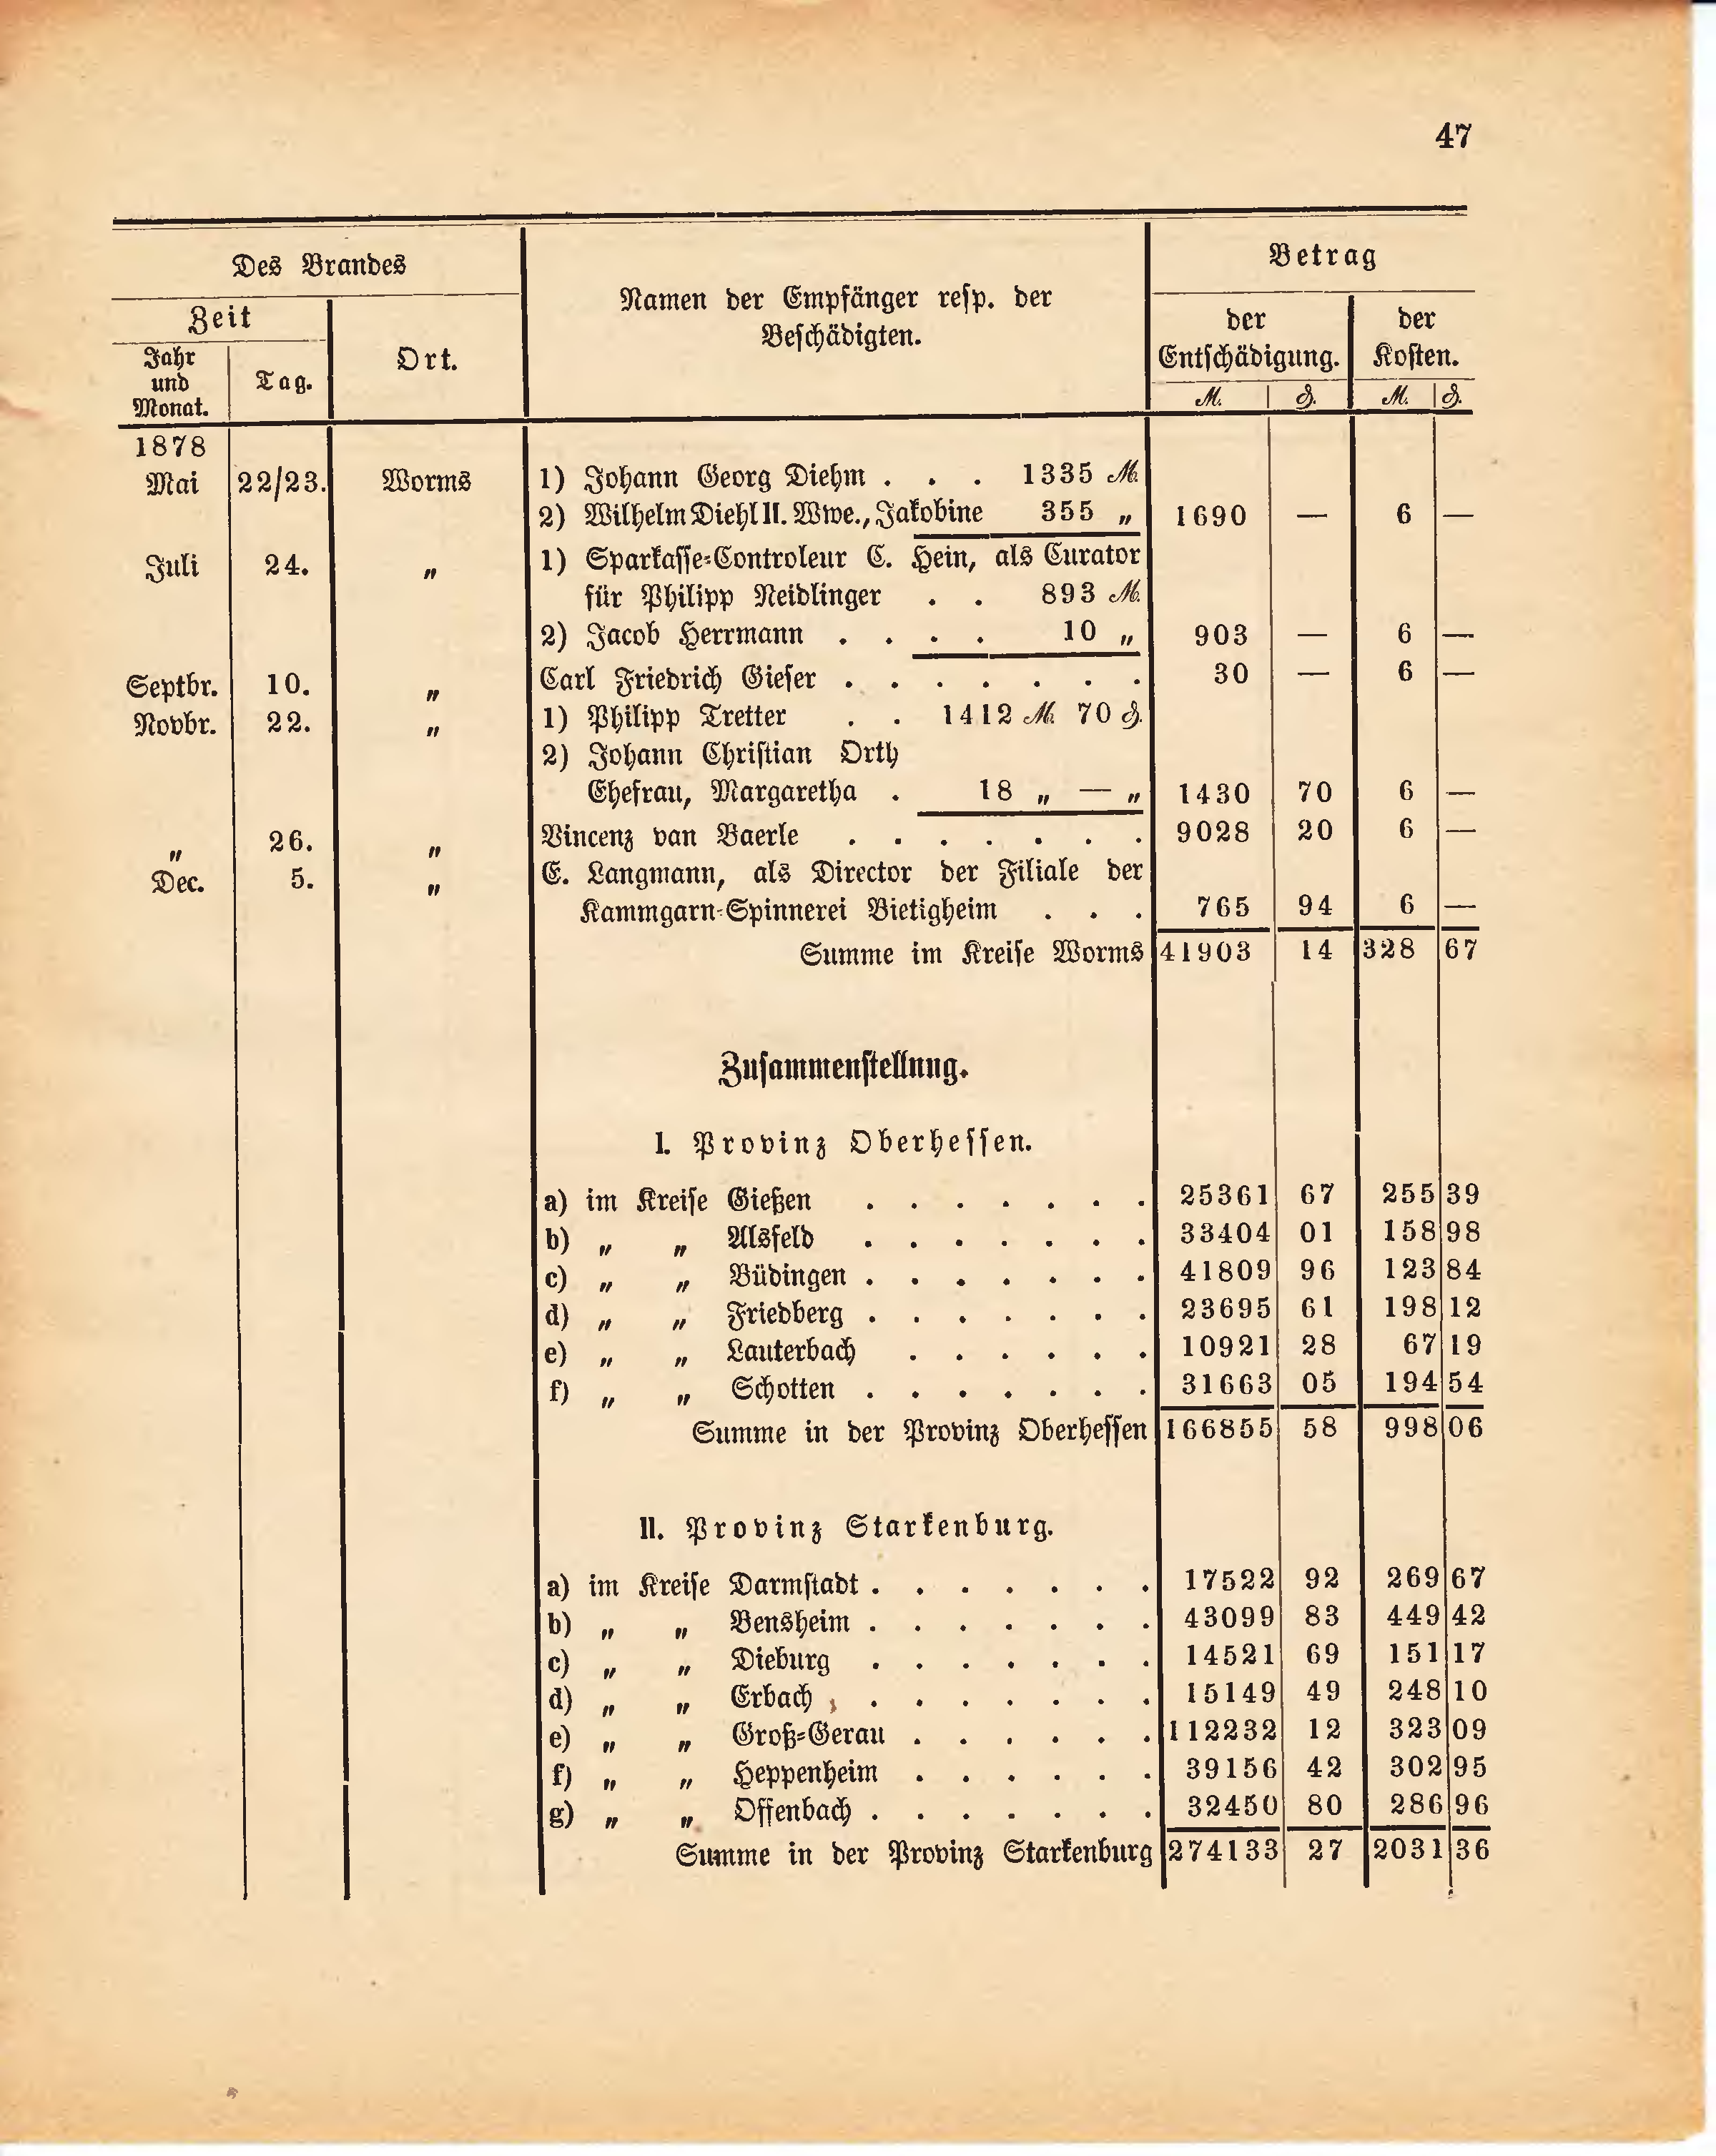 47
Des Brandes
Betrag
Zeit
Ort.
Namen der Empfänger resp. der
Beschädigten.
der
Entschädigung.
der
Kosten.
Jahr
und
Monat.
Tag.
ℳ. | ₰. ℳ. | ₰.
1878
Mai 22/23. Worms 1) Johann Georg Diehm . . . 1335 ℳ.
2) Wilhelm Diehl II. Wwe., Jakobine 355 „ 1690 — 6 —
Juli 24. „ 1) Sparkasse-Controleur C. Hein, als Curator
für Philipp Neidlinger . . 893 ℳ.
2) Jacob Herrmann . . . . 10 „ 903 — 6 —
Septbr. 10. „ Carl Friedrich Gieser . . . . . . . 30 — 6 —
Novbr. 22. „ 1) Philipp Tretter . . 1412 ℳ. 70 ₰.
2) Johann Christian Orth
Ehefrau, Margaretha . 18 „ — „ 1430 70 6 —
„ 26. „ Vincenz van Baerle . . . . . . . 9028 20 6 —
Dec. 5. „ E. Langmann, als Director der Filiale der
Kammgarn-Spinnerei Bietigheim . . . 765 94 6 —
Summe im Kreise Worms 41903 14 328 67
Zusammenstellung.
I. Provinz Oberhessen.
a) im Kreise Gießen . . . . . . . 25361 67 255 39
b) „ „ Alsfeld . . . . . . . 33404 01 158 98
c) „ „ Büdingen . . . . . . . 41809 96 123 84
d) „ „ Friedberg . . . . . . . 23695 61 198 12
e) „ „ Lauterbach . . . . . . 10921 28 67 19
f) „ „ Schotten . . . . . . . 31663 05 194 54
Summe in der Provinz Oberhessen 166855 58 998 06
II. Provinz Starkenburg.
a) im Kreise Darmstadt . . . . . . . 17522 92 269 67
b) „ „ Bensheim . . . . . . . 43099 83 449 42
c) „ „ Dieburg . . . . . . . 14521 69 151 17
d) „ „ Erbach . . . . . . . 15149 49 248 10
e) „ „ Groß-Gerau . . . . . . 112232 12 323 09
f) „ „ Heppenheim . . . . . . 39156 42 302 95
g) „ „ Offenbach . . . . . . . 32450 80 286 96
Summe in der Provinz Starkenburg 274133 27 2031 36